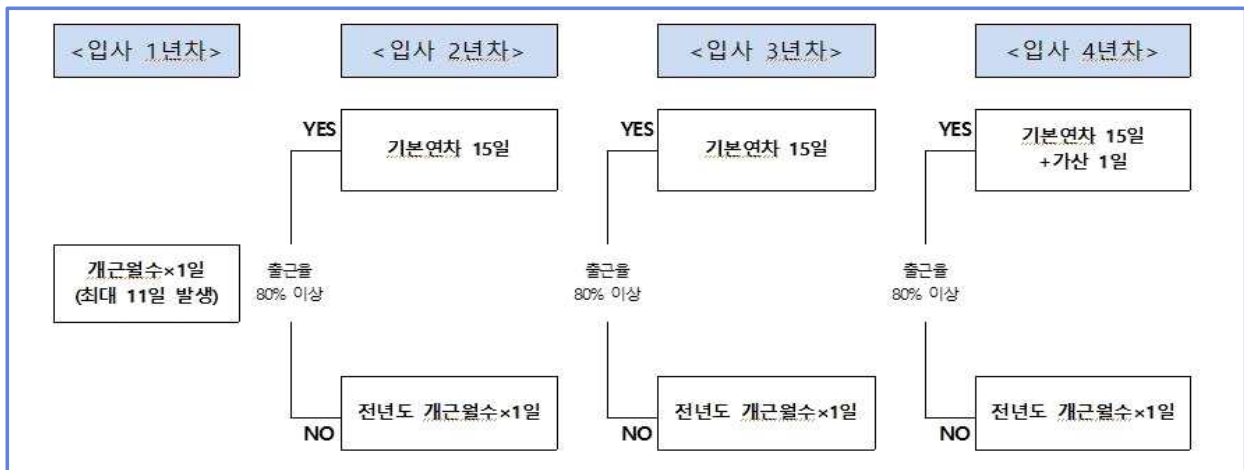 <입사 1년차>
<입사 2년차>
<입사 3년차>
<입사 4년차>
YES
기본연차 15일
YES
기본연차 15일
YES
기본연차 15일
+가산 1일
개근월수×1일
(최대 11일 발생)
출근율
80% 이상
출근율
80% 이상
출근율
80% 이상
NO
전년도 개근월수×1일
NO
전년도 개근월수×1일
NO
전년도 개근월수×1일